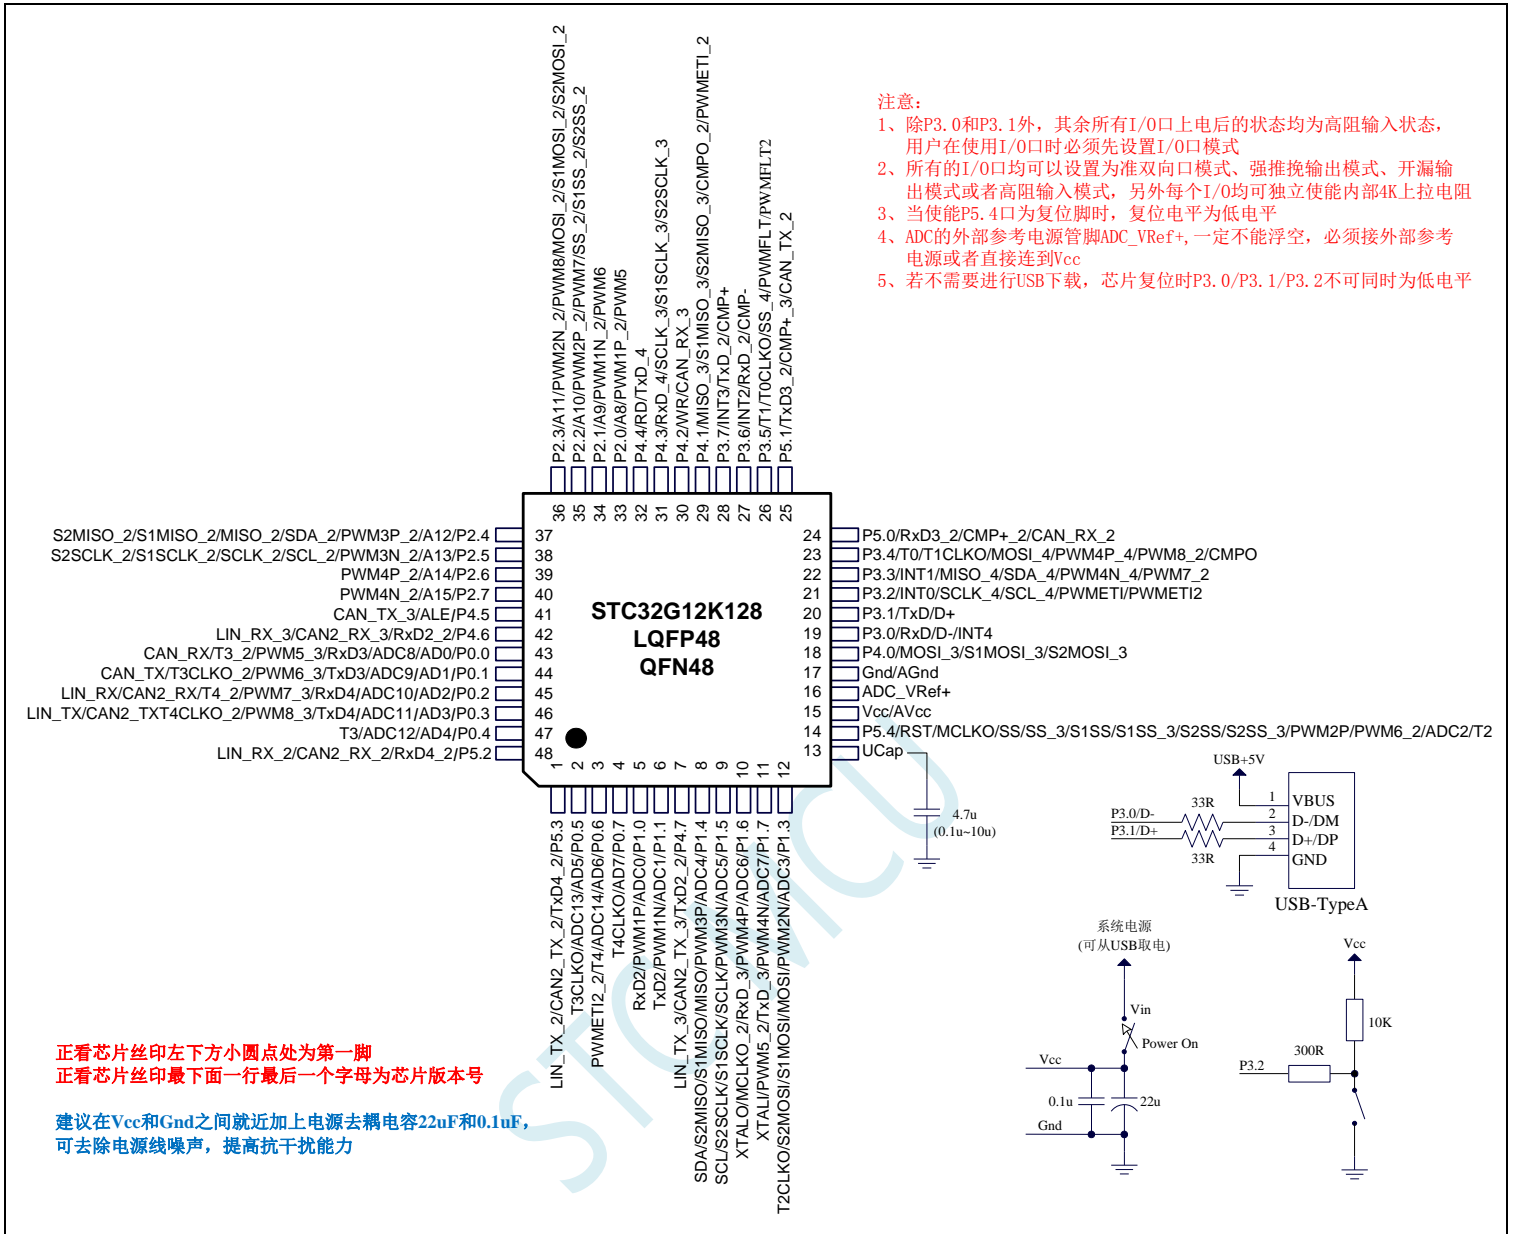 注意：
1、除P3.0和P3.1外，其余所有I/O口上电后的状态均为高阻输入状态，
用户在使用I/O口时必须先设置I/O口模式
2、所有的I/O口均可以设置为准双向口模式、强推挽输出模式、开漏输
出模式或者高阻输入模式，另外每个I/O均可独立使能内部4K上拉电阻
3、当使能P5.4口为复位脚时，复位电平为低电平
4、ADC的外部参考电源管脚ADC_VRef+,一定不能浮空，必须接外部参考
电源或者直接连到Vcc
5、若不需要进行USB下载，芯片复位时P3.0/P3.1/P3.2不可同时为低电平
P2.3/A11/PWM2N_2/PWM8/MOSI_2/S1MOSI_2/S2MOSI_2
P2.2/A10/PWM2P_2/PWM7/SS_2/S1SS_2/S2SS_2
P2.1/A9/PWM1N_2/PWM6
P2.0/A8/PWM1P_2/PWM5
P4.4/RD/TxD_4
P4.3/RxD_4/SCLK_3/S1SCLK_3/S2SCLK_3
P4.2/WR/CAN_RX_3
P4.1/MISO_3/S1MISO_3/S2MISO_3/CMPO_2/PWMETI_2
P3.7/INT3/TxD_2/CMP+
P3.6/INT2/RxD_2/CMP-
P3.5/T1/T0CLKO/SS_4/PWMFLT/PWMFLT2
P5.1/TxD3_2/CMP+_3/CAN_TX_2
36 35 34 33 32 31 30 29 28 27 26 25
S2MISO_2/S1MISO_2/MISO_2/SDA_2/PWM3P_2/A12/P2.4 37
S2SCLK_2/S1SCLK_2/SCLK_2/SCL_2/PWM3N_2/A13/P2.5 38
PWM4P_2/A14/P2.6 39
PWM4N_2/A15/P2.7 40
CAN_TX_3/ALE/P4.5 41
LIN_RX_3/CAN2_RX_3/RxD2_2/P4.6 42
CAN_RX/T3_2/PWM5_3/RxD3/ADC8/AD0/P0.0 43
CAN_TX/T3CLKO_2/PWM6_3/TxD3/ADC9/AD1/P0.1 44
LIN_RX/CAN2_RX/T4_2/PWM7_3/RxD4/ADC10/AD2/P0.2 45
LIN_TX/CAN2_TXT4CLKO_2/PWM8_3/TxD4/ADC11/AD3/P0.3 46
T3/ADC12/AD4/P0.4 47
LIN_RX_2/CAN2_RX_2/RxD4_2/P5.2 48
STC32G12K128
LQFP48
QFN48
24 P5.0/RxD3_2/CMP+_2/CAN_RX_2
23 P3.4/T0/T1CLKO/MOSI_4/PWM4P_4/PWM8_2/CMPO
22 P3.3/INT1/MISO_4/SDA_4/PWM4N_4/PWM7_2
21 P3.2/INT0/SCLK_4/SCL_4/PWMETI/PWMETI2
20 P3.1/TxD/D+
19 P3.0/RxD/D-/INT4
18 P4.0/MOSI_3/S1MOSI_3/S2MOSI_3
17 Gnd/AGnd
16 ADC_VRef+
15 Vcc/AVcc
14 P5.4/RST/MCLKO/SS/SS_3/S1SS/S1SS_3/S2SS/S2SS_3/PWM2P/PWM6_2/ADC2/T2
13 UCap
1 2 3 4 5 6 7 8 9 10 11 12
LIN_TX_2/CAN2_TX_2/TxD4_2/P5.3
T3CLKO/ADC13/AD5/P0.5
PWMETI2_2/T4/ADC14/AD6/P0.6
T4CLKO/AD7/P0.7
RxD2/PWM1P/ADC0/P1.0
TxD2/PWM1N/ADC1/P1.1
LIN_TX_3/CAN2_TX_3/TxD2_2/P4.7
SDA/S2MISO/S1MISO/MISO/PWM3P/ADC4/P1.4
SCL/S2SCLK/S1SCLK/SCLK/PWM3N/ADC5/P1.5
XTALO/MCLKO_2/RxD_3/PWM4P/ADC6/P1.6
XTALI/PWM5_2/TxD_3/PWM4N/ADC7/P1.7
T2CLKO/S2MOSI/S1MOSI/MOSI/PWM2N/ADC3/P1.3
4.7u
(0.1u~10u)
USB+5V
P3.0/D-
P3.1/D+
33R
33R
1 VBUS
2 D-/DM
3 D+/DP
4 GND
USB-TypeA
系统电源
(可从USB取电)
Vin
Power On
Vcc
0.1u
22u
Gnd
Vcc
10K
300R
P3.2
正看芯片丝印左下方小圆点处为第一脚
正看芯片丝印最下面一行最后一个字母为芯片版本号
建议在Vcc和Gnd之间就近加上电源去耦电容22uF和0.1uF，
可去除电源线噪声，提高抗干扰能力
STCMCU